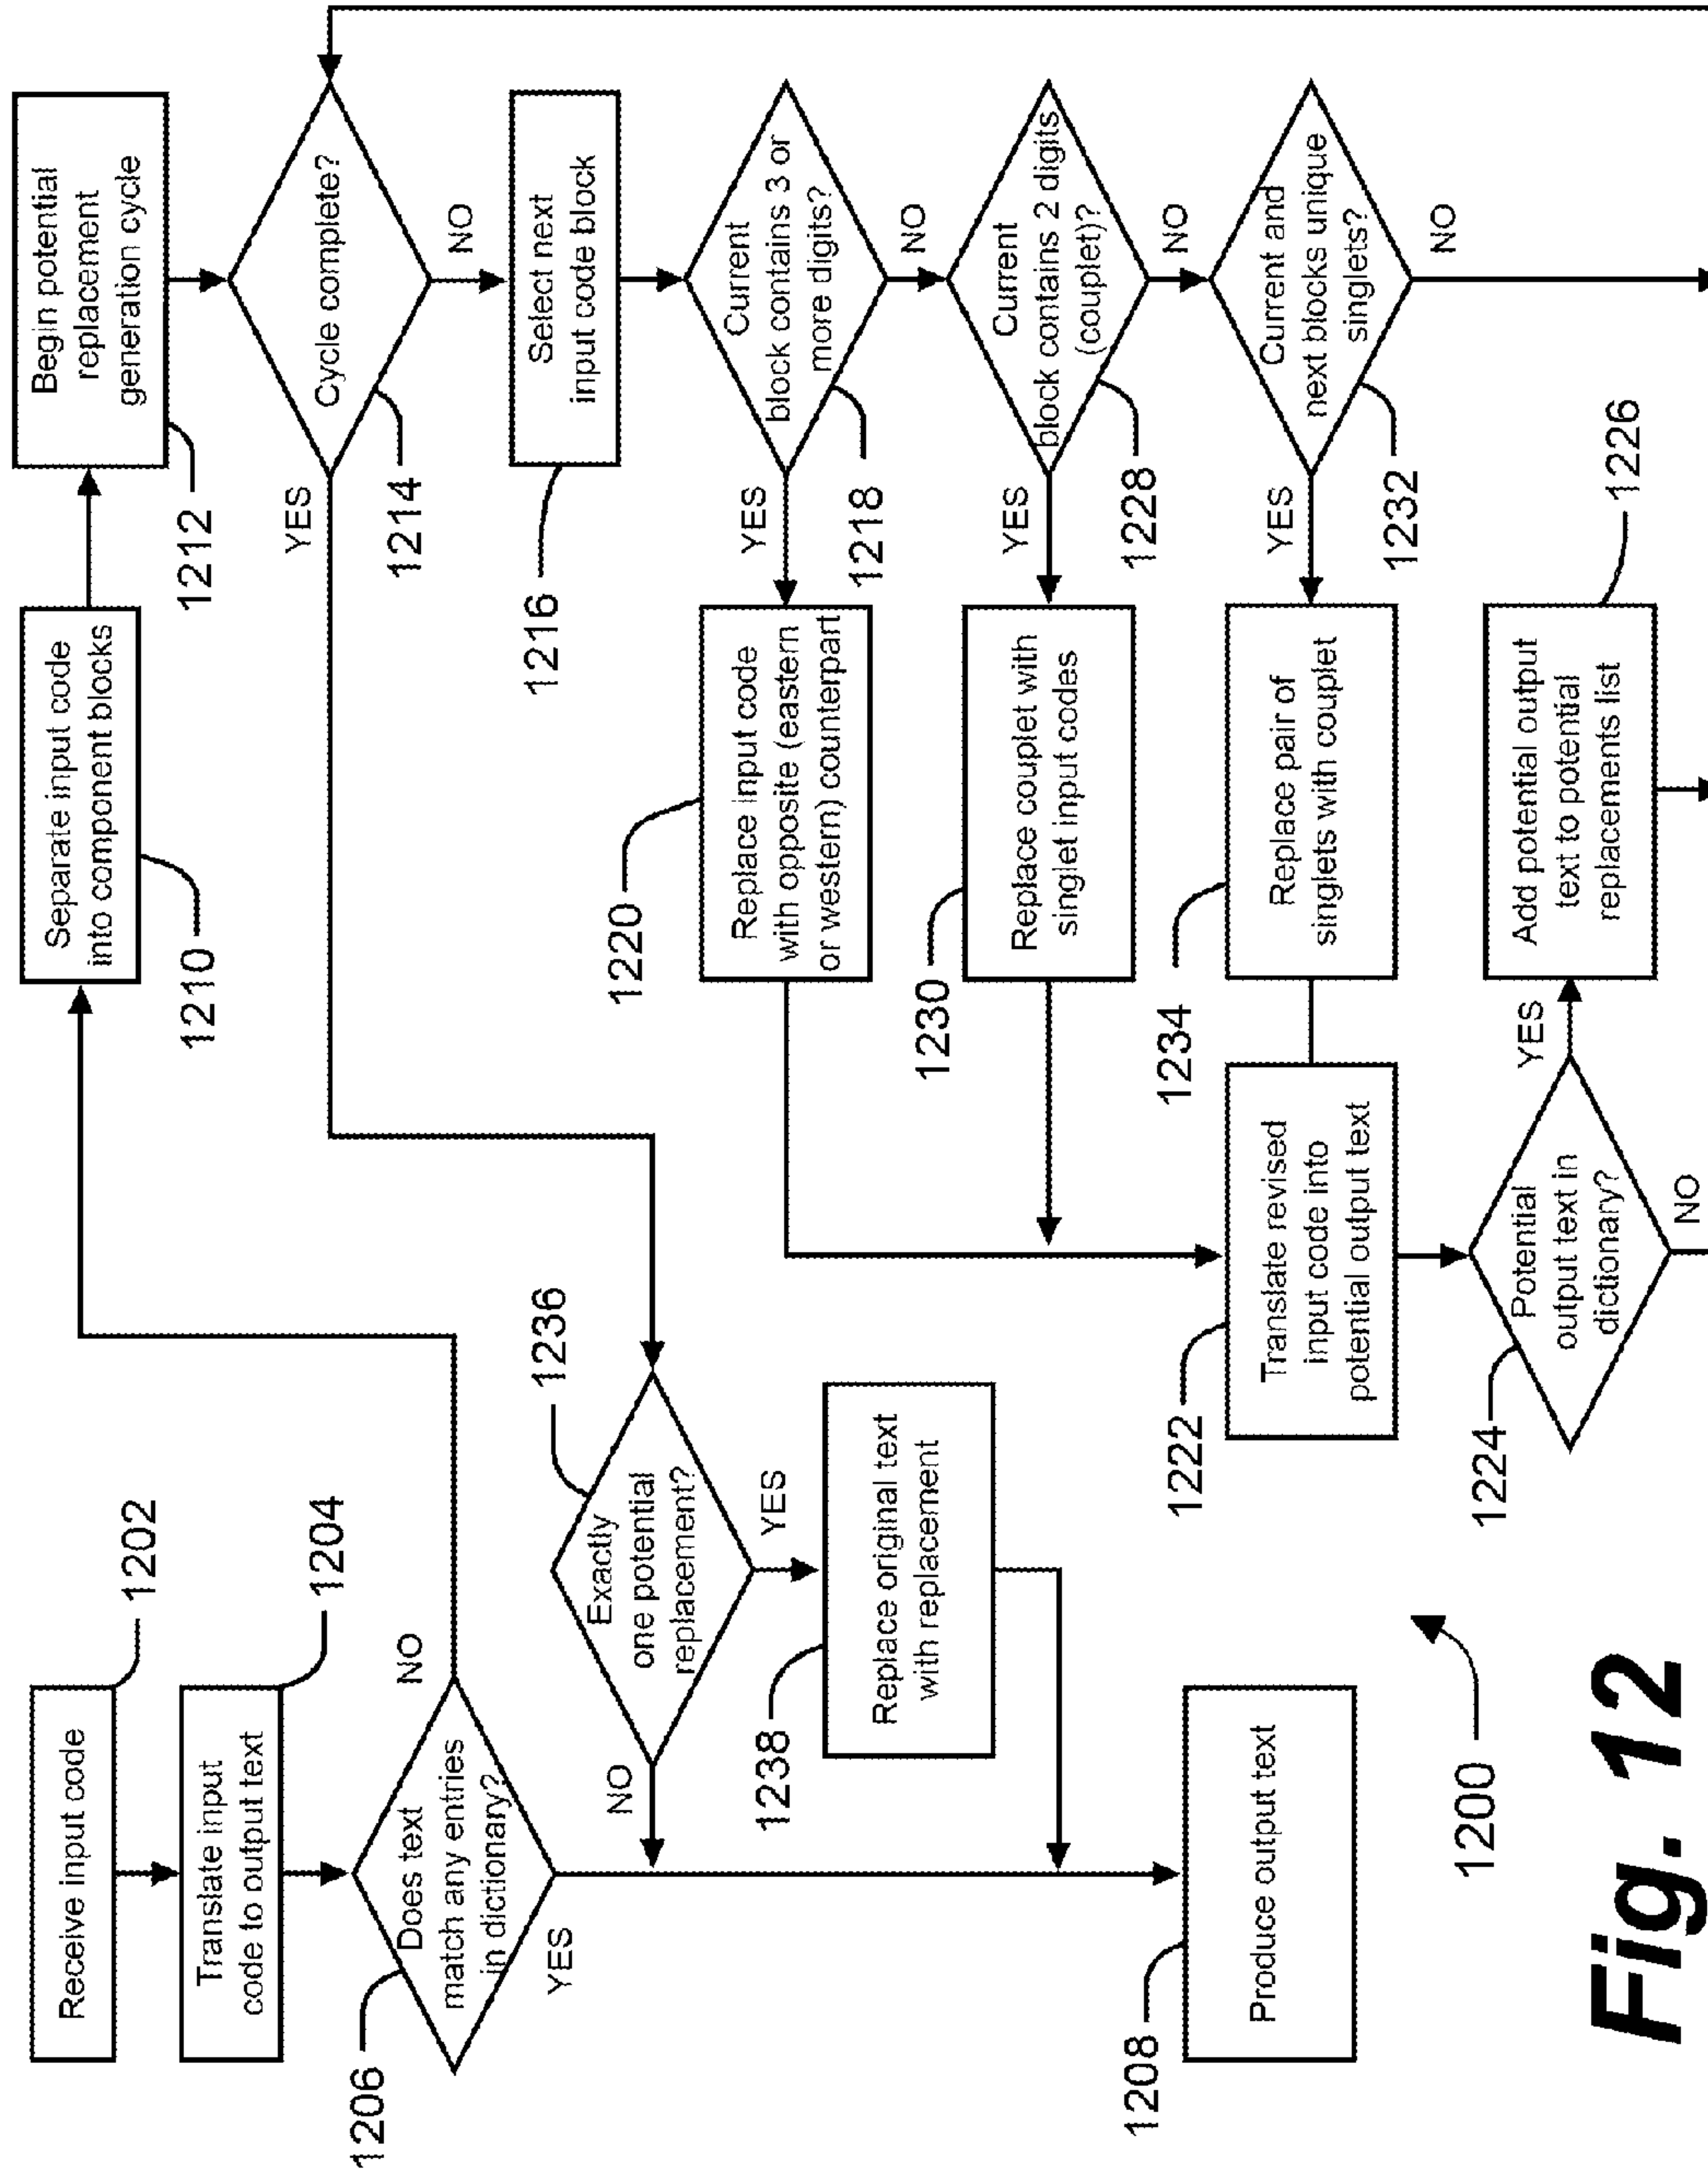 Receive input code
1202
Translate input
code to output text
1204
Does text
match any entries
in dictionary?
1206
NO
YES
Separate input code
into component blocks
1210
Begin potential
replacement
generation cycle
1212
Cycle complete?
1214
YES
NO
Select next
input code block
1216
Current
block contains 3 or
more digits?
1218
YES
NO
Replace input code
with opposite (eastern
or western) counterpart
1220
Current
block contains 2 digits
(couplet)?
1228
YES
NO
Replace couplet with
singlet input codes
1230
Current and
next blocks unique
singlets?
1232
YES
NO
Replace pair of
singlets with couplet
1234
Translate revised
input code into
potential output text
1222
Potential
output text in
dictionary?
1224
YES
NO
Add potential output
text to potential
replacements list
1226
Exactly
one potential
replacement?
1236
NO
YES
Replace original text
with replacement
1238
Produce output text
1208
1200
Fig. 12